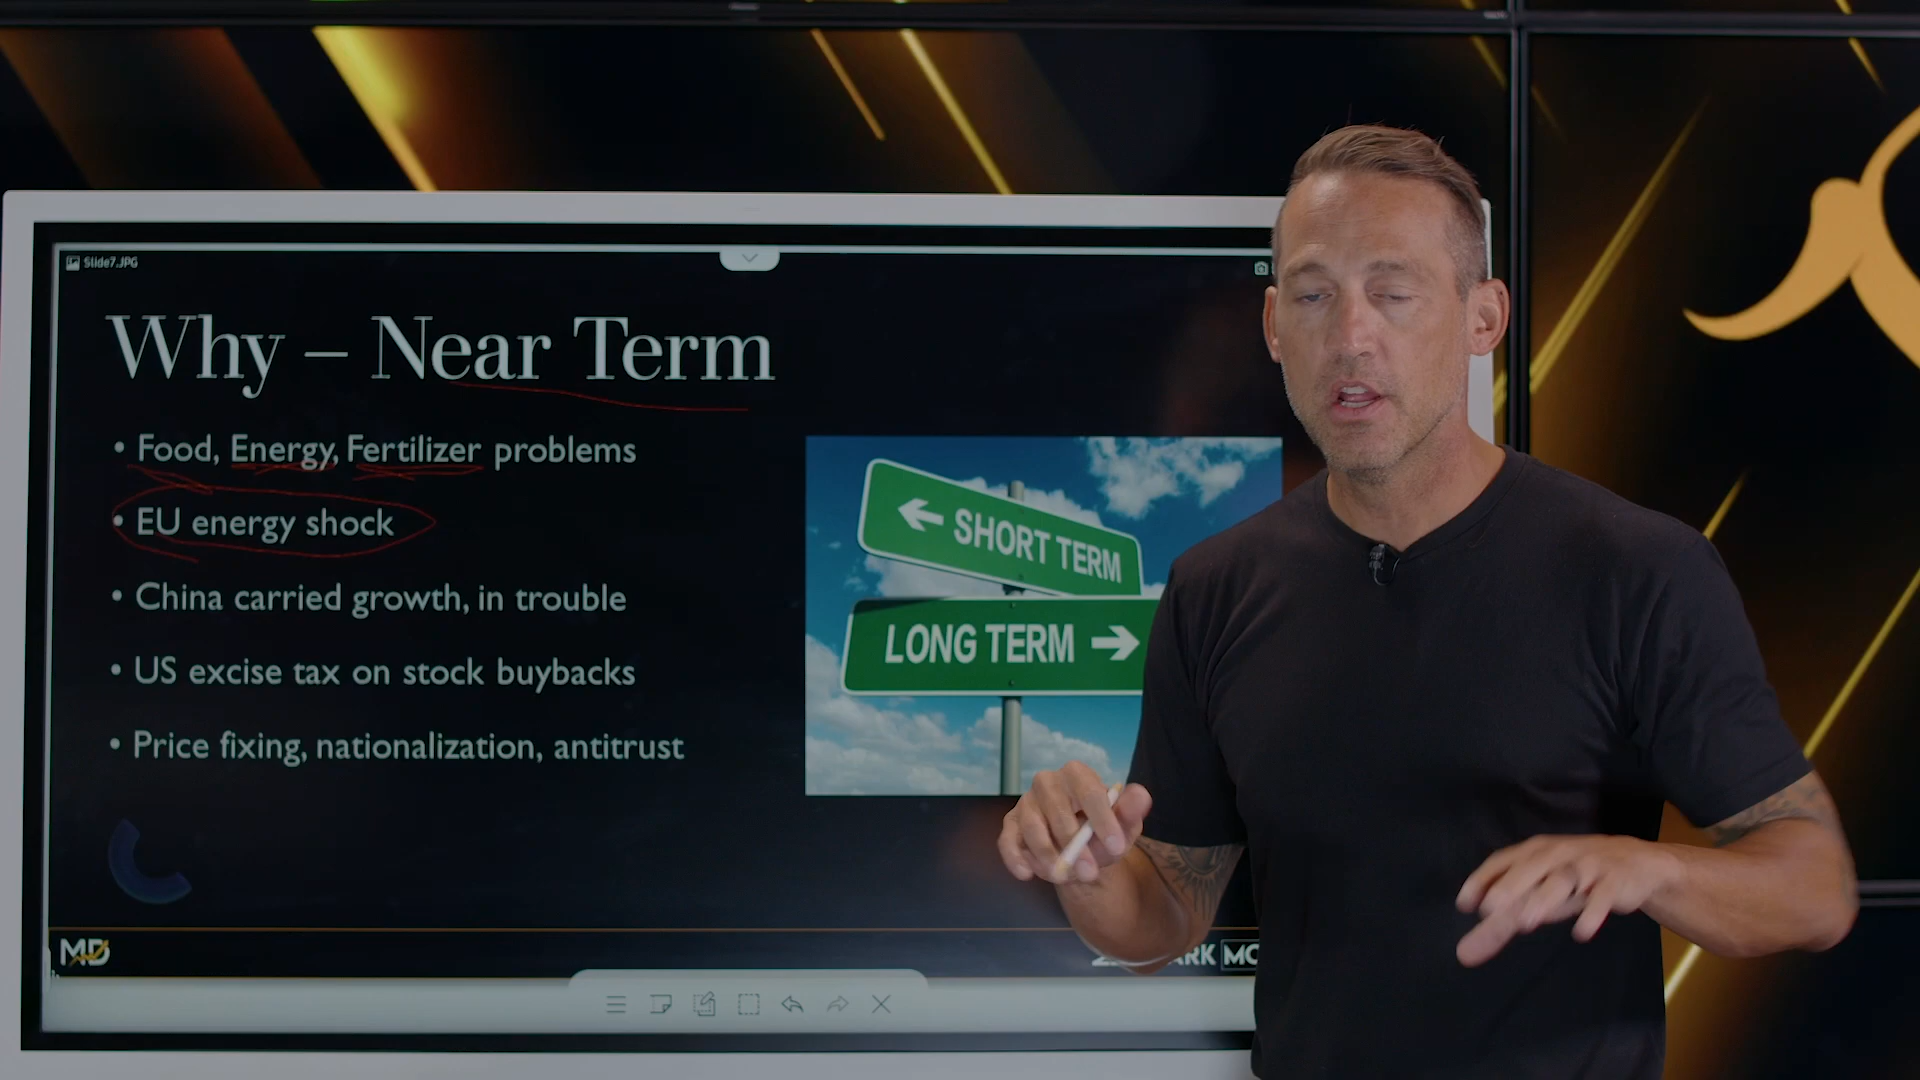 Slide7.JPG
Why – Near Term
• Food, Energy, Fertilizer problems
• EU energy shock
• China carried growth, in trouble
• US excise tax on stock buybacks
• Price fixing, nationalization, antitrust
SHORT TERM
LONG TERM
MD